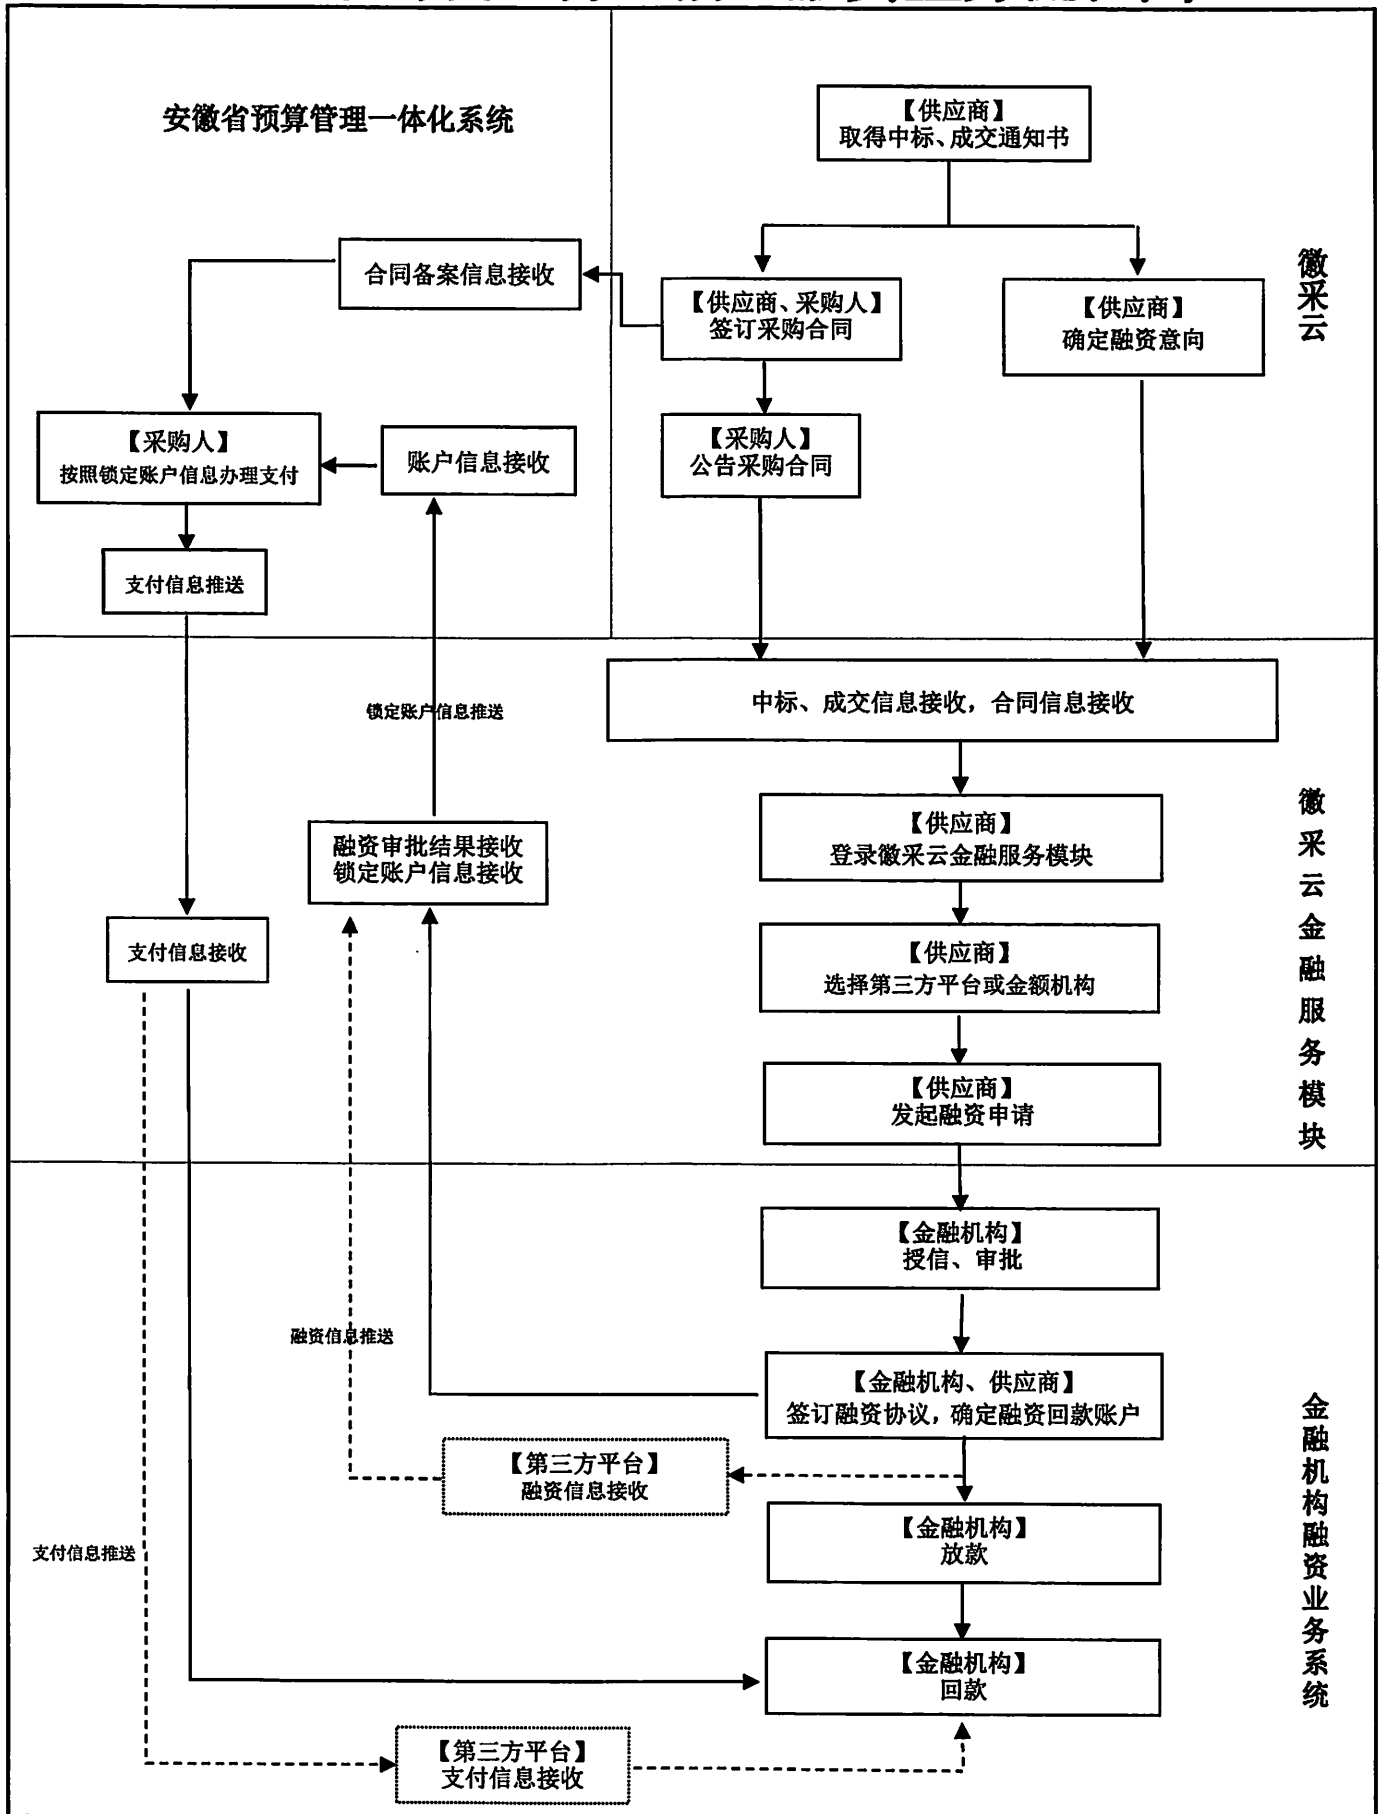 安徽省预算管理一体化系统
【供应商】
取得中标、成交通知书
合同备案信息接收
【供应商、采购人】
签订采购合同
【供应商】
确定融资意向
徽采云
【采购人】
按照锁定账户信息办理支付
账户信息接收
【采购人】
公告采购合同
支付信息推送
中标、成交信息接收，合同信息接收
锁定账户信息推送
【供应商】
登录徽采云金融服务模块
融资审批结果接收
锁定账户信息接收
支付信息接收
【供应商】
选择第三方平台或金额机构
【供应商】
发起融资申请
徽采云金融服务模块
【金融机构】
授信、审批
融资信息推送
【金融机构、供应商】
签订融资协议，确定融资回款账户
【第三方平台】
融资信息接收
【金融机构】
放款
支付信息推送
【金融机构】
回款
【第三方平台】
支付信息接收
金融机构融资业务系统